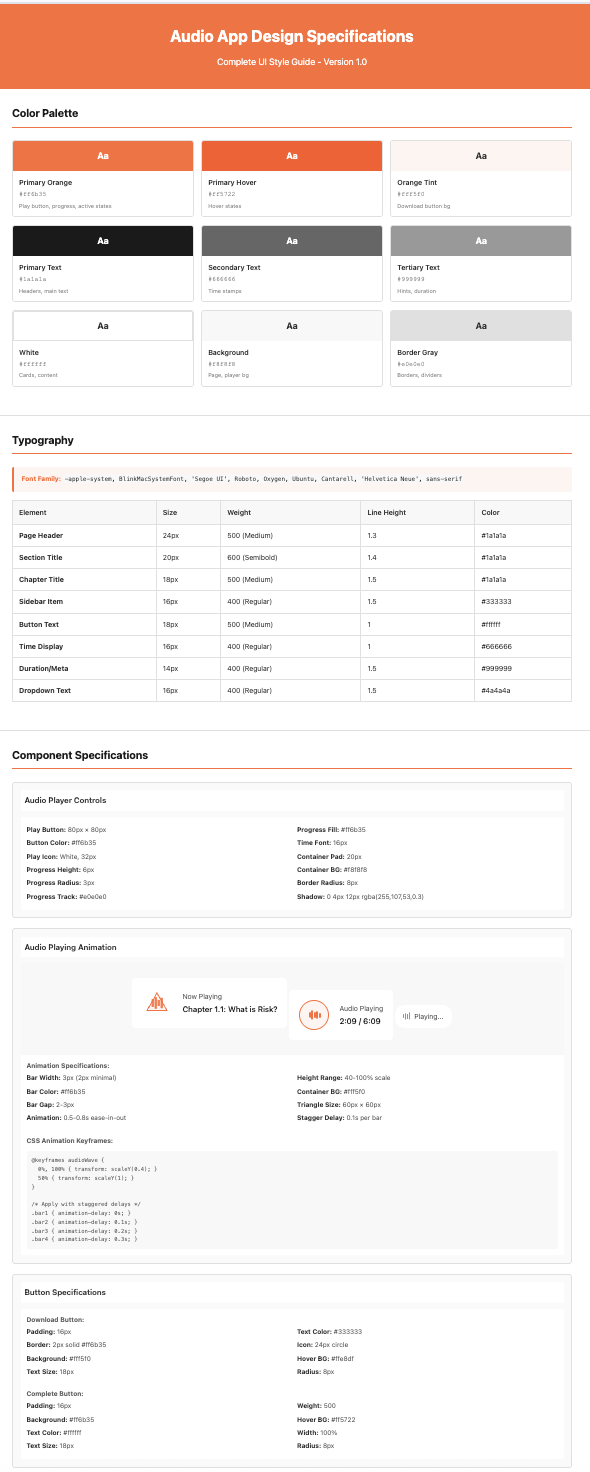 Audio App Design Specifications
Complete UI Style Guide - Version 1.0
Color Palette
Aa
Aa
Aa
Primary Orange
Primary Hover
Orange Tint
#ff6b35
#ff5722
#fff5f0
Play button, progress, active states
Hover states
Download button bg
Aa
Aa
Aa
Primary Text
Secondary Text
Tertiary Text
#1a1a1a
#666666
#999999
Headers, main text
Time stamps
Hints, duration
Aa
Aa
Aa
White
Background
Border Gray
#ffffff
#f8f8f8
#e0e0e0
Cards, content
Page, player bg
Borders, dividers
Typography
Font Family: -apple-system, BlinkMacSystemFont, 'Segoe UI', Roboto, Oxygen, Ubuntu, Cantarell, 'Helvetica Neue', sans-serif
Element Size Weight Line Height Color
Page Header 24px 500 (Medium) 1.3 #1a1a1a
Section Title 20px 600 (Semibold) 1.4 #1a1a1a
Chapter Title 18px 500 (Medium) 1.5 #1a1a1a
Sidebar Item 16px 400 (Regular) 1.5 #333333
Button Text 18px 500 (Medium) 1 #ffffff
Time Display 16px 400 (Regular) 1 #666666
Duration/Meta 14px 400 (Regular) 1.5 #999999
Dropdown Text 16px 400 (Regular) 1.5 #4a4a4a
Component Specifications
Audio Player Controls
Play Button: 80px × 80px
Progress Fill: #ff6b35
Button Color: #ff6b35
Time Font: 16px
Play Icon: White, 32px
Container Pad: 20px
Progress Height: 6px
Container BG: #f8f8f8
Progress Radius: 3px
Border Radius: 8px
Progress Track: #e0e0e0
Shadow: 0 4px 12px rgba(255,107,53,0.3)
Audio Playing Animation
Now Playing
Chapter 1.1: What is Risk?
Audio Playing
2:09 / 6:09
Playing...
Animation Specifications:
Bar Width: 3px (2px minimal)
Height Range: 40-100% scale
Bar Color: #ff6b35
Container BG: #fff5f0
Bar Gap: 2-3px
Triangle Size: 60px × 60px
Animation: 0.5-0.8s ease-in-out
Stagger Delay: 0.1s per bar
CSS Animation Keyframes:
@keyframes audioWave {
0%, 100% { transform: scaleY(0.4); }
50% { transform: scaleY(1); }
}
/* Apply with staggered delays */
.bar1 { animation-delay: 0s; }
.bar2 { animation-delay: 0.1s; }
.bar3 { animation-delay: 0.2s; }
.bar4 { animation-delay: 0.3s; }
Button Specifications
Download Button:
Padding: 16px
Text Color: #333333
Border: 2px solid #ff6b35
Icon: 24px circle
Background: #fff5f0
Hover BG: #ffe8df
Text Size: 18px
Radius: 8px
Complete Button:
Padding: 16px
Weight: 500
Background: #ff6b35
Hover BG: #ff5722
Text Color: #ffffff
Width: 100%
Text Size: 18px
Radius: 8px